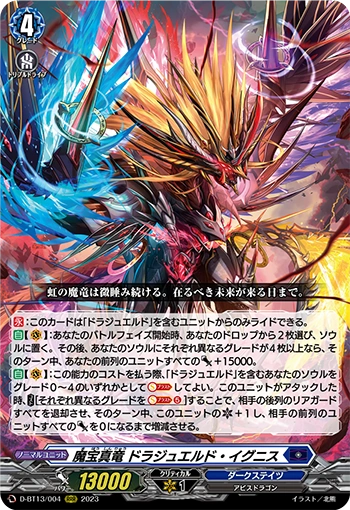 4
グレード
トリプルドライブ
虹の魔竜は微睡み続ける。在るべき未来が来る日まで。
永:このカードは「ドラジュエルド」を含むユニットからのみライドできる。
自【R】:あなたのバトルフェイズ開始時、あなたのドロップから2枚選び、ソウ
ルに置く。その後、あなたのソウルにそれぞれ異なるグレードが4枚以上なら、そ
のターン中、あなたの前列のユニットすべての+15000。
自:この能力のコストを払う際、「ドラジュエルド」を含むあなたのソウルを
グレード0~4のいずれかとしてしてよい。このユニットがアタックし
た時、【それぞれ異なるグレードを】することで、相手の後列のリアガード
すべてを退却させ、そのターン中、このユニットの+1し、相手の前列のユ
ニットすべてのを0になるまで増減させる。
ノーマルユニット
魔宝真竜 ドラジュエルド・イグニス
パワー
13000
クリティカル
1
ダークステイツ
アビスドラゴン
D-BT13/004 RRR 2023
イラスト/北熊